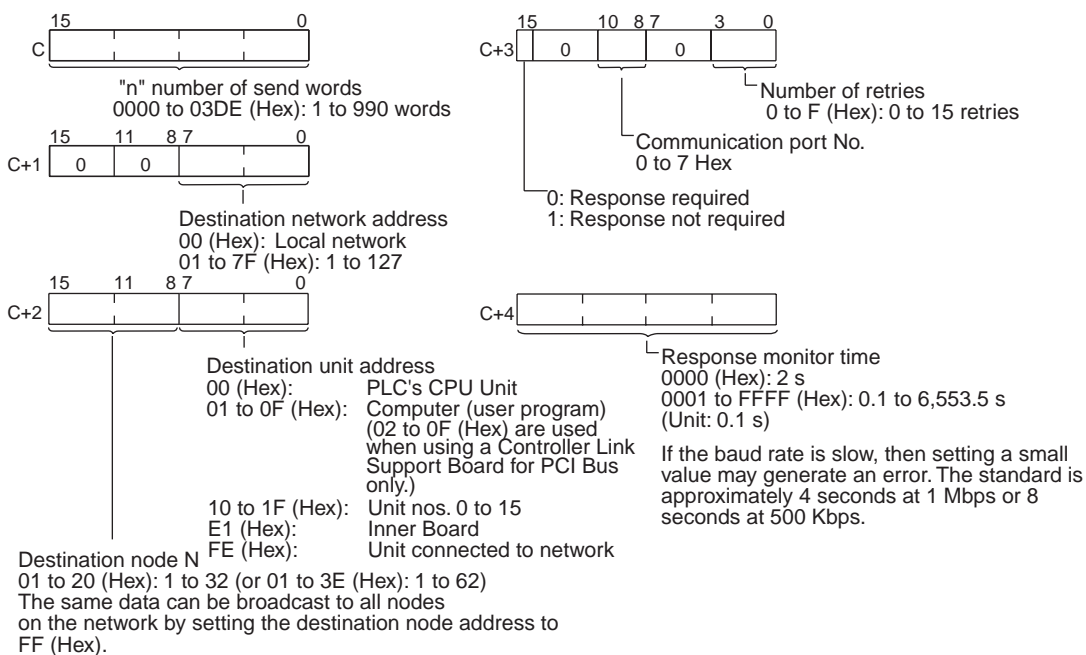 15 0
C
"n" number of send words
0000 to 03DE (Hex): 1 to 990 words
15 11 8 7 0
C+1 0 0
Destination network address
00 (Hex): Local network
01 to 7F (Hex): 1 to 127
15 11 8 7 0
C+2
Destination unit address
00 (Hex): PLC's CPU Unit
01 to 0F (Hex): Computer (user program)
(02 to 0F (Hex) are used
when using a Controller Link
Support Board for PCI Bus
only.)
10 to 1F (Hex): Unit nos. 0 to 15
E1 (Hex): Inner Board
FE (Hex): Unit connected to network
Destination node N
01 to 20 (Hex): 1 to 32 (or 01 to 3E (Hex): 1 to 62)
The same data can be broadcast to all nodes
on the network by setting the destination node address to
FF (Hex).
15 10 8 7 3 0
C+3 0 0
Number of retries
0 to F (Hex): 0 to 15 retries
Communication port No.
0 to 7 Hex
0: Response required
1: Response not required
C+4
Response monitor time
0000 (Hex): 2 s
0001 to FFFF (Hex): 0.1 to 6,553.5 s
(Unit: 0.1 s)
If the baud rate is slow, then setting a small
value may generate an error. The standard is
approximately 4 seconds at 1 Mbps or 8
seconds at 500 Kbps.